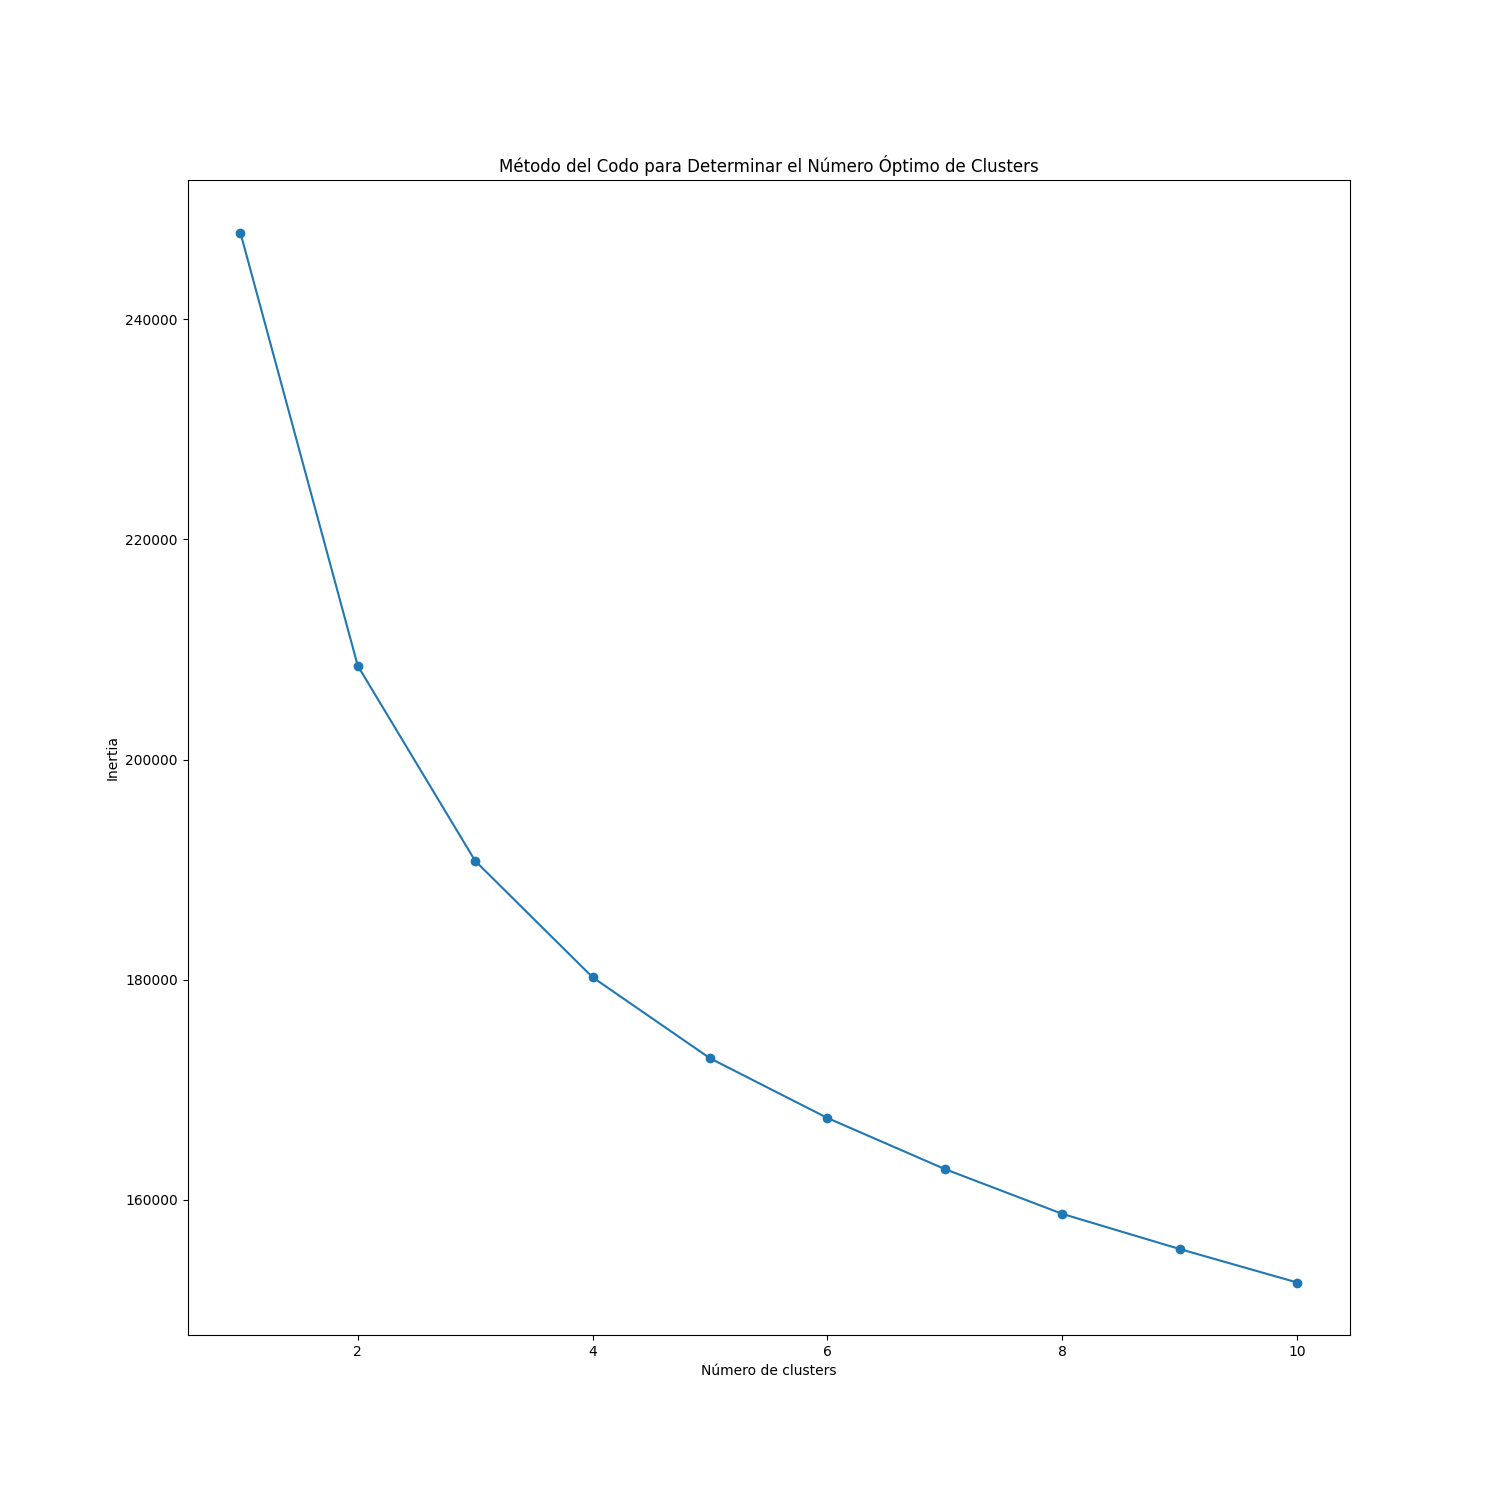 Método del Codo para Determinar el Número Óptimo de Clusters
240000
220000
200000
180000
160000
Inertia
2 4 6 8 10
Número de clusters